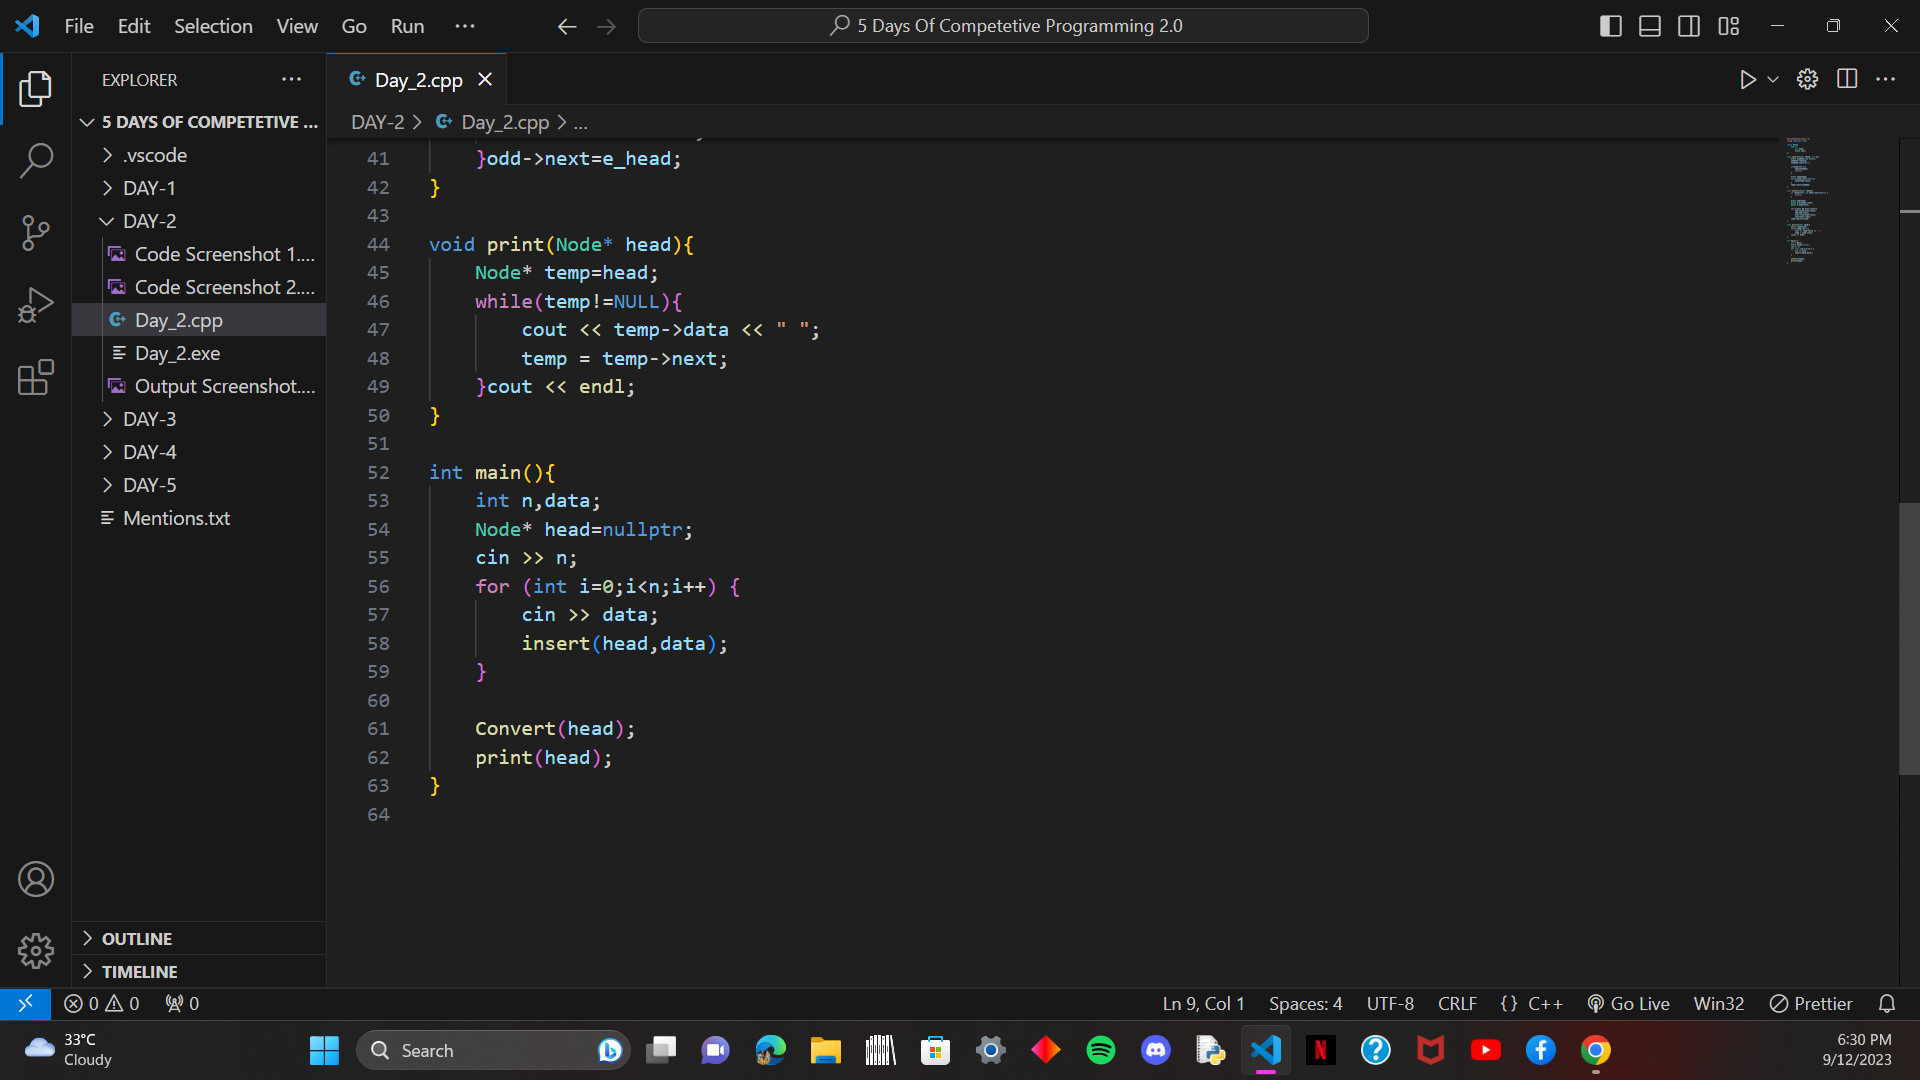 File Edit Selection View Go Run ···
5 Days Of Competetive Programming 2.0
EXPLORER
Day_2.cpp
5 DAYS OF COMPETETIVE ...
.vscode
DAY-1
DAY-2
Code Screenshot 1....
Code Screenshot 2....
Day_2.cpp
Day_2.exe
Output Screenshot....
DAY-3
DAY-4
DAY-5
Mentions.txt
OUTLINE
TIMELINE
DAY-2 > Day_2.cpp > ...
41 }odd->next=e_head;
42 }
43
44 void print(Node* head){
45 Node* temp=head;
46 while(temp!=NULL){
47 cout << temp->data << " ";
48 temp = temp->next;
49 }cout << endl;
50 }
51
52 int main(){
53 int n,data;
54 Node* head=nullptr;
55 cin >> n;
56 for (int i=0;i<n;i++) {
57 cin >> data;
58 insert(head,data);
59 }
60
61 Convert(head);
62 print(head);
63 }
64
0 0 0
Ln 9, Col 1 Spaces: 4 UTF-8 CRLF {} C++ Go Live Win32 Prettier
33°C
Cloudy
Search
6:30 PM
9/12/2023